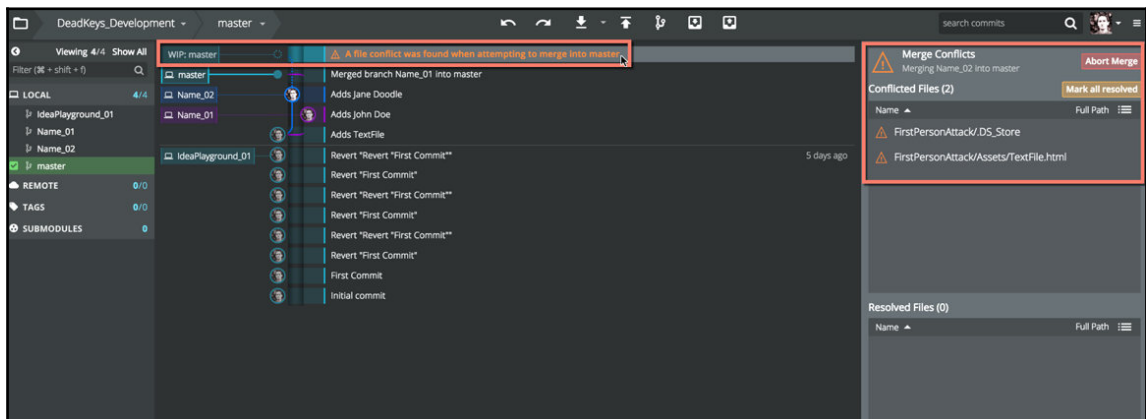 DeadKeys_Development master search commits
Viewing 4/4 Show All
Filter (⌘ + shift + f)
LOCAL 4/4
IdeaPlayground_01
Name_01
Name_02
master
REMOTE 0/0
TAGS 0/0
SUBMODULES 0
WIP: master A file conflict was found when attempting to merge into master
master Merged branch Name_01 into master
Name_02 Adds Jane Doodle
Name_01 Adds John Doe
Adds TextFile
IdeaPlayground_01 Revert "Revert "First Commit"" 5 days ago
Revert "First Commit"
Revert "Revert "First Commit""
Revert "First Commit"
Revert "Revert "First Commit""
Revert "First Commit"
First Commit
Initial commit
Merge Conflicts
Merging Name_02 into master
Abort Merge
Conflicted Files (2) Mark all resolved
Name Full Path
FirstPersonAttack/.DS_Store
FirstPersonAttack/Assets/TextFile.html
Resolved Files (0)
Name Full Path